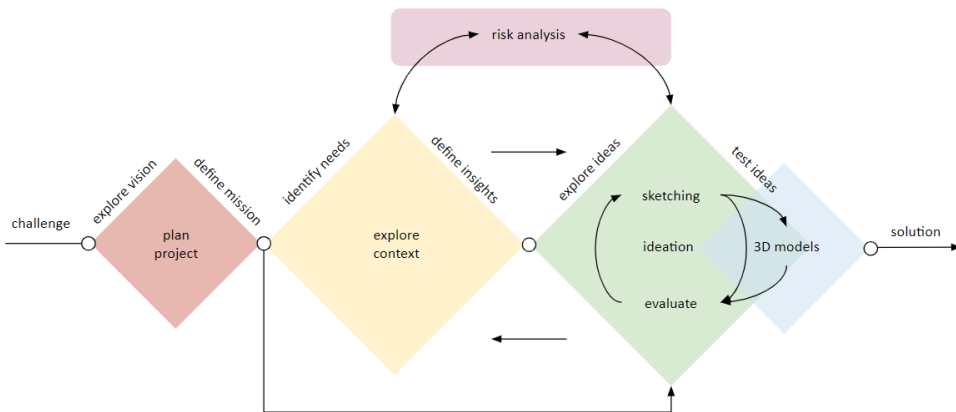 risk analysis
challenge
explore vision
define mission
plan
project
identify needs
define insights
explore
context
explore ideas
test ideas
sketching
ideation
3D models
evaluate
solution